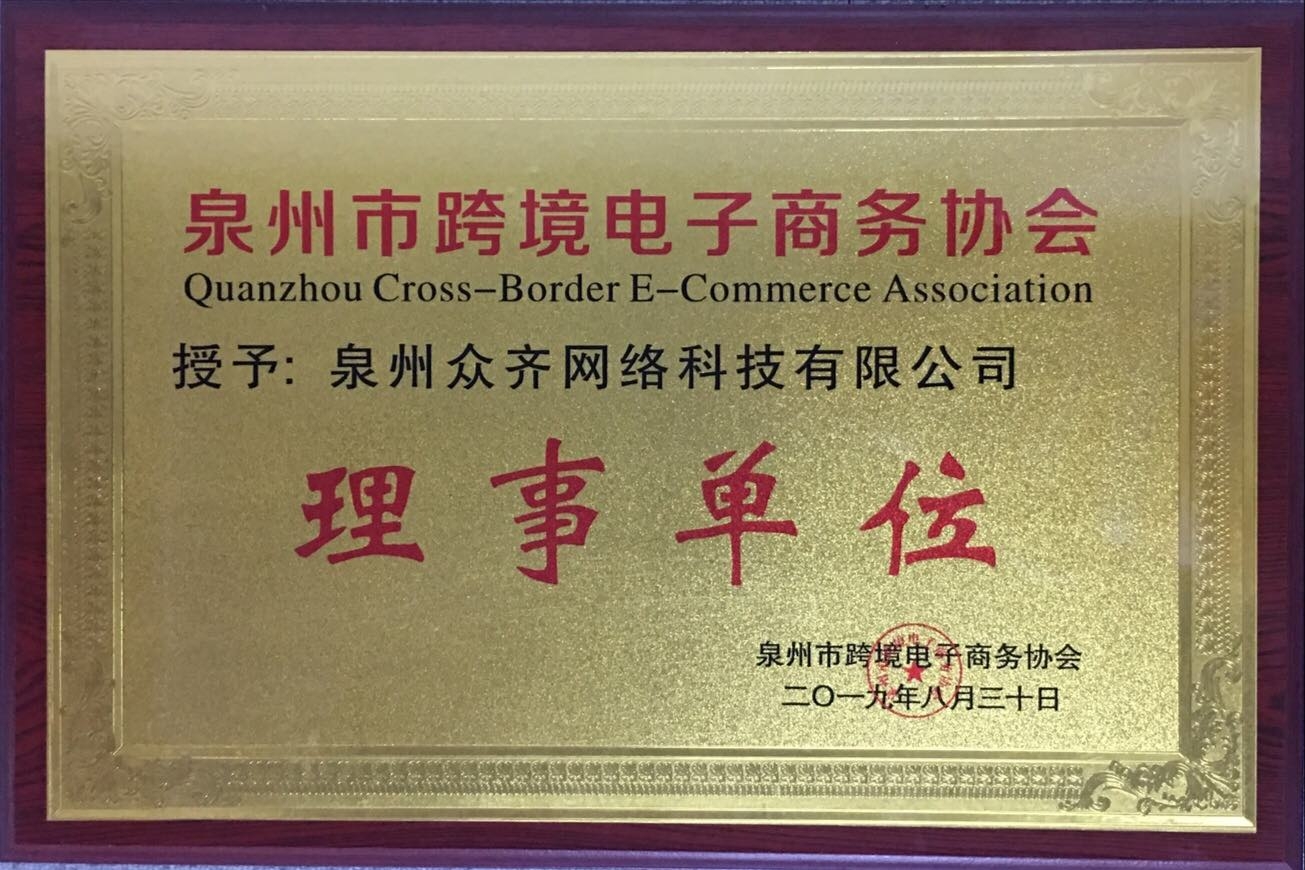 泉州市跨境电子商务协会
Quanzhou Cross-Border E-Commerce Association
授予: 泉州众齐网络科技有限公司
理事单位
泉州市跨境电子商务协会
二〇一九年八月三十日